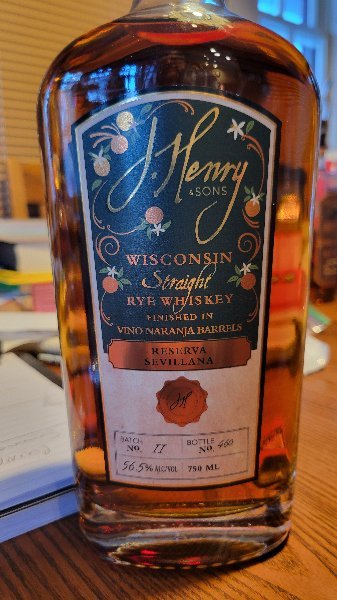 J. Henry
& SONS
WISCONSIN
Straight
RYE WHISKEY
FINISHED IN
VINO NARANJA BARRELS
RESERVA
SEVILLANA
JH
BATCH NO. II BOTTLE NO. 460
56.5% ALC/VOL 750 ML